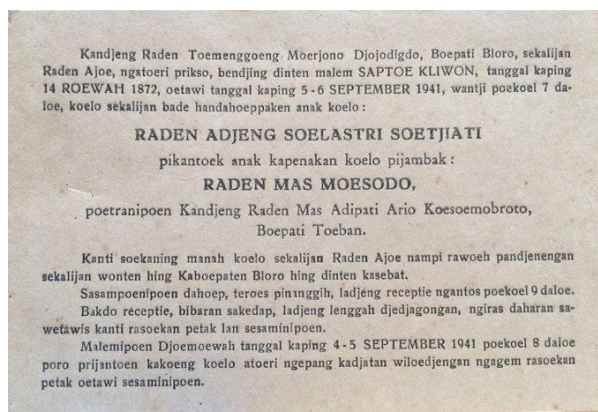 Kandjeng Raden Toemenggoeng Moerjono Djojodigdo, Boepati Bloro, sekalijan
Raden Ajoe, ngatoeri prikso, bendjing dinten malem SAPTOE KLIWON, tanggal kaping
14 ROEWAH 1872, oetawi tanggal kaping 5-6 SEPTEMBER 1941, wantji poekoel 7 da-
loe, koelo sekalijan bade handahoeppaken anak koelo:
RADEN ADJENG SOELASTRI SOETJIATI
pikantoek anak kapenakan koelo pijambak:
RADEN MAS MOESODO,
poetranipoen Kandjeng Raden Mas Adipati Ario Koesoemobroto,
Boepati Toeban.
Kanti soekaning manah koelo sekalijan Raden Ajoe nampi rawoeh pandjenengan
sekalijan wonten hing Kaboepaten Bloro hing dinten kasebat.
Sasampoenipoen dahoep, teroes pinanggih, ladjeng receptie ngantos poekoel 9 daloe.
Bakdo receptie, bibaran sakedap, ladjeng lenggah djedjagongan, ngiras daharan sa-
wetawis kanti rasoekan petak lan sesaminipoen.
Malemipoen Djoemoewah tanggal kaping 4-5 SEPTEMBER 1941 poekoel 8 daloe
poro prijantoen kakoeng koelo atoeri ngepang kadjatan wiloedjengan ngagem rasoekan
petak oetawi sesaminipoen.